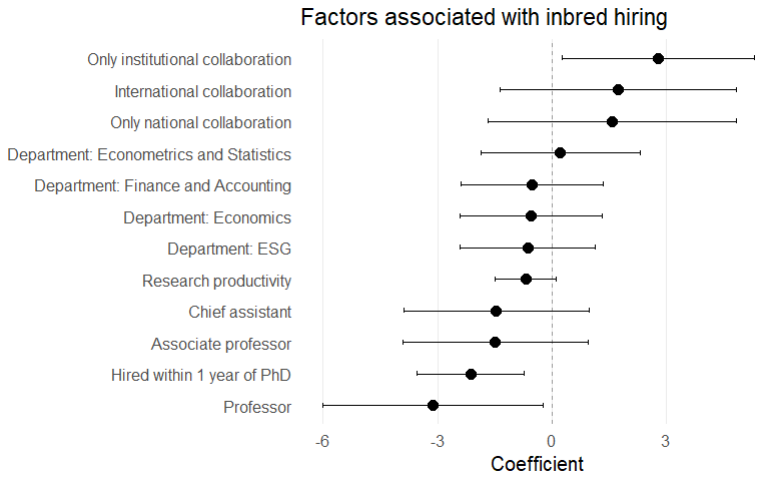 Factors associated with inbred hiring
Only institutional collaboration
International collaboration
Only national collaboration
Department: Econometrics and Statistics
Department: Finance and Accounting
Department: Economics
Department: ESG
Research productivity
Chief assistant
Associate professor
Hired within 1 year of PhD
Professor
-6 -3 0 3
Coefficient